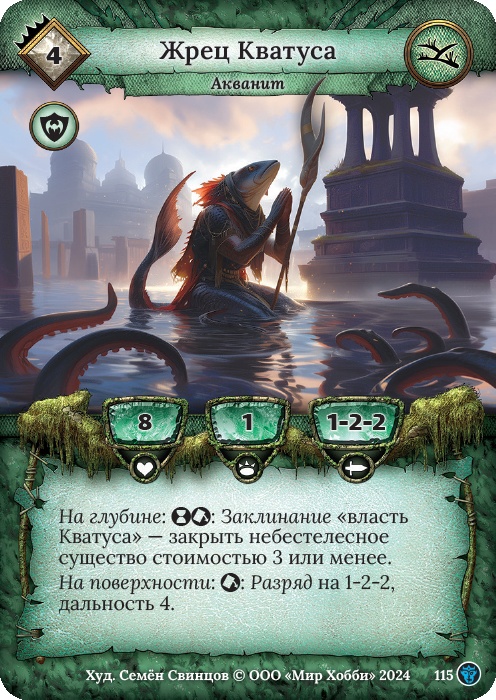 4
Жрец Кватуса
Акванит
8
1
1-2-2
На глубине: : Заклинание «власть
Кватуса» — закрыть небестелесное
существо стоимостью 3 или менее.
На поверхности: : Разряд на 1-2-2,
дальность 4.
Худ. Семён Свинцов © ООО «Мир Хобби» 2024
115